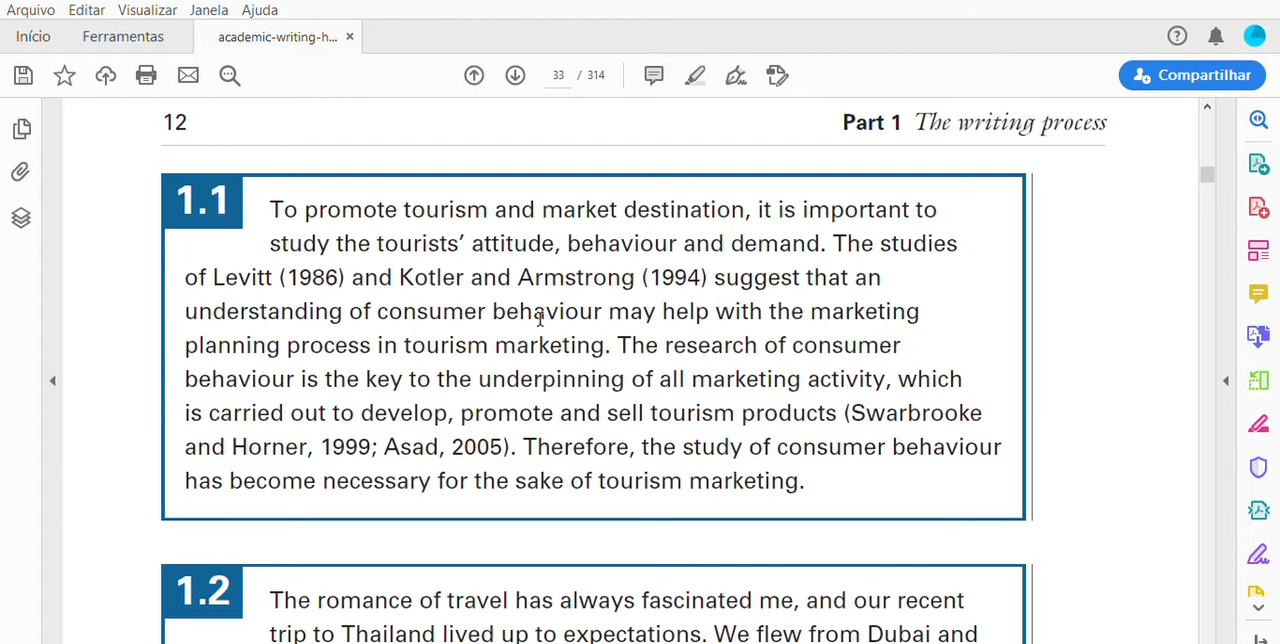 Arquivo Editar Visualizar Janela Ajuda
Início Ferramentas academic-writing-h... ×
33 / 314 Compartilhar
12 Part 1 The writing process
1.1 To promote tourism and market destination, it is important to
study the tourists' attitude, behaviour and demand. The studies
of Levitt (1986) and Kotler and Armstrong (1994) suggest that an
understanding of consumer behaviour may help with the marketing
planning process in tourism marketing. The research of consumer
behaviour is the key to the underpinning of all marketing activity, which
is carried out to develop, promote and sell tourism products (Swarbrooke
and Horner, 1999; Asad, 2005). Therefore, the study of consumer behaviour
has become necessary for the sake of tourism marketing.
1.2 The romance of travel has always fascinated me, and our recent
trip to Thailand lived up to expectations. We flew from Dubai and